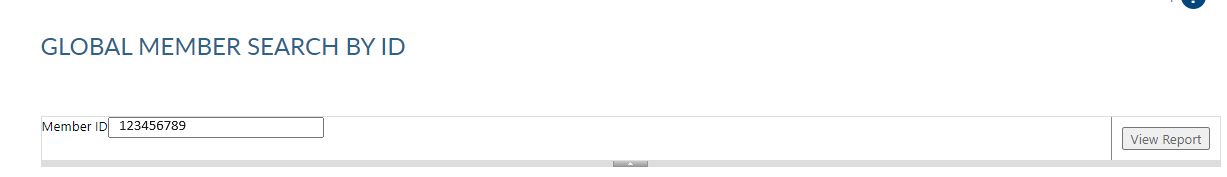 GLOBAL MEMBER SEARCH BY ID
Member ID 123456789
View Report